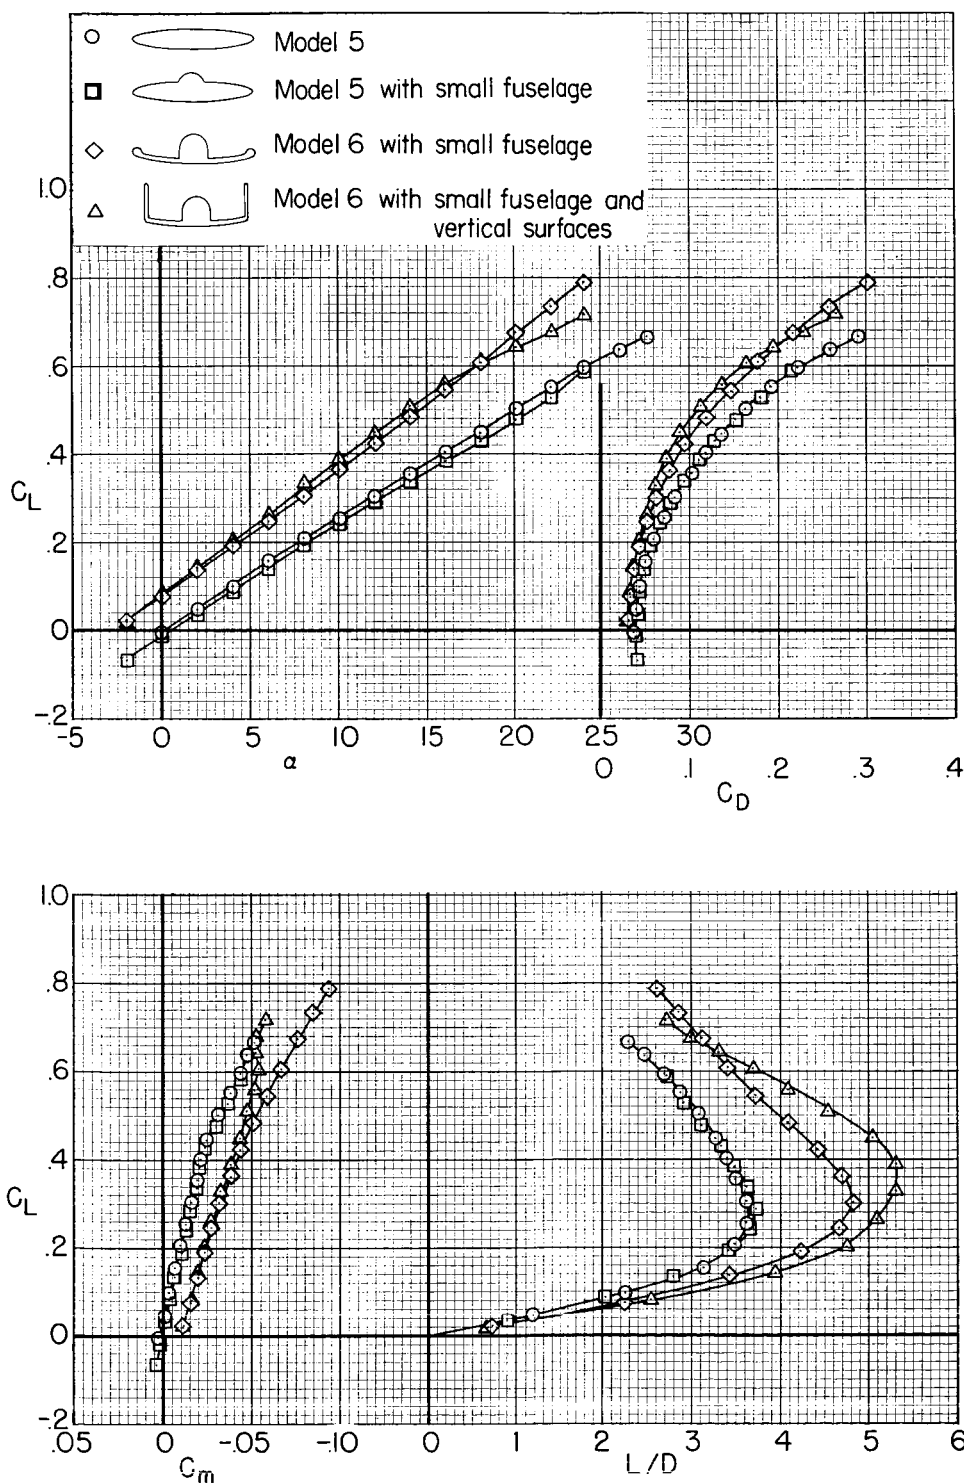 Model 5
Model 5 with small fuselage
Model 6 with small fuselage
Model 6 with small fuselage and
vertical surfaces
1.0
.8
.6
.4
C_L
.2
0
-.2
-5 0 5 10 15 20 25 30
α
0 .1 .2 .3 .4
C_D
1.0
.8
.6
.4
C_L
.2
0
-.2
.05 0 -.05 -.10 0 1 2 3 4 5 6
C_m L/D